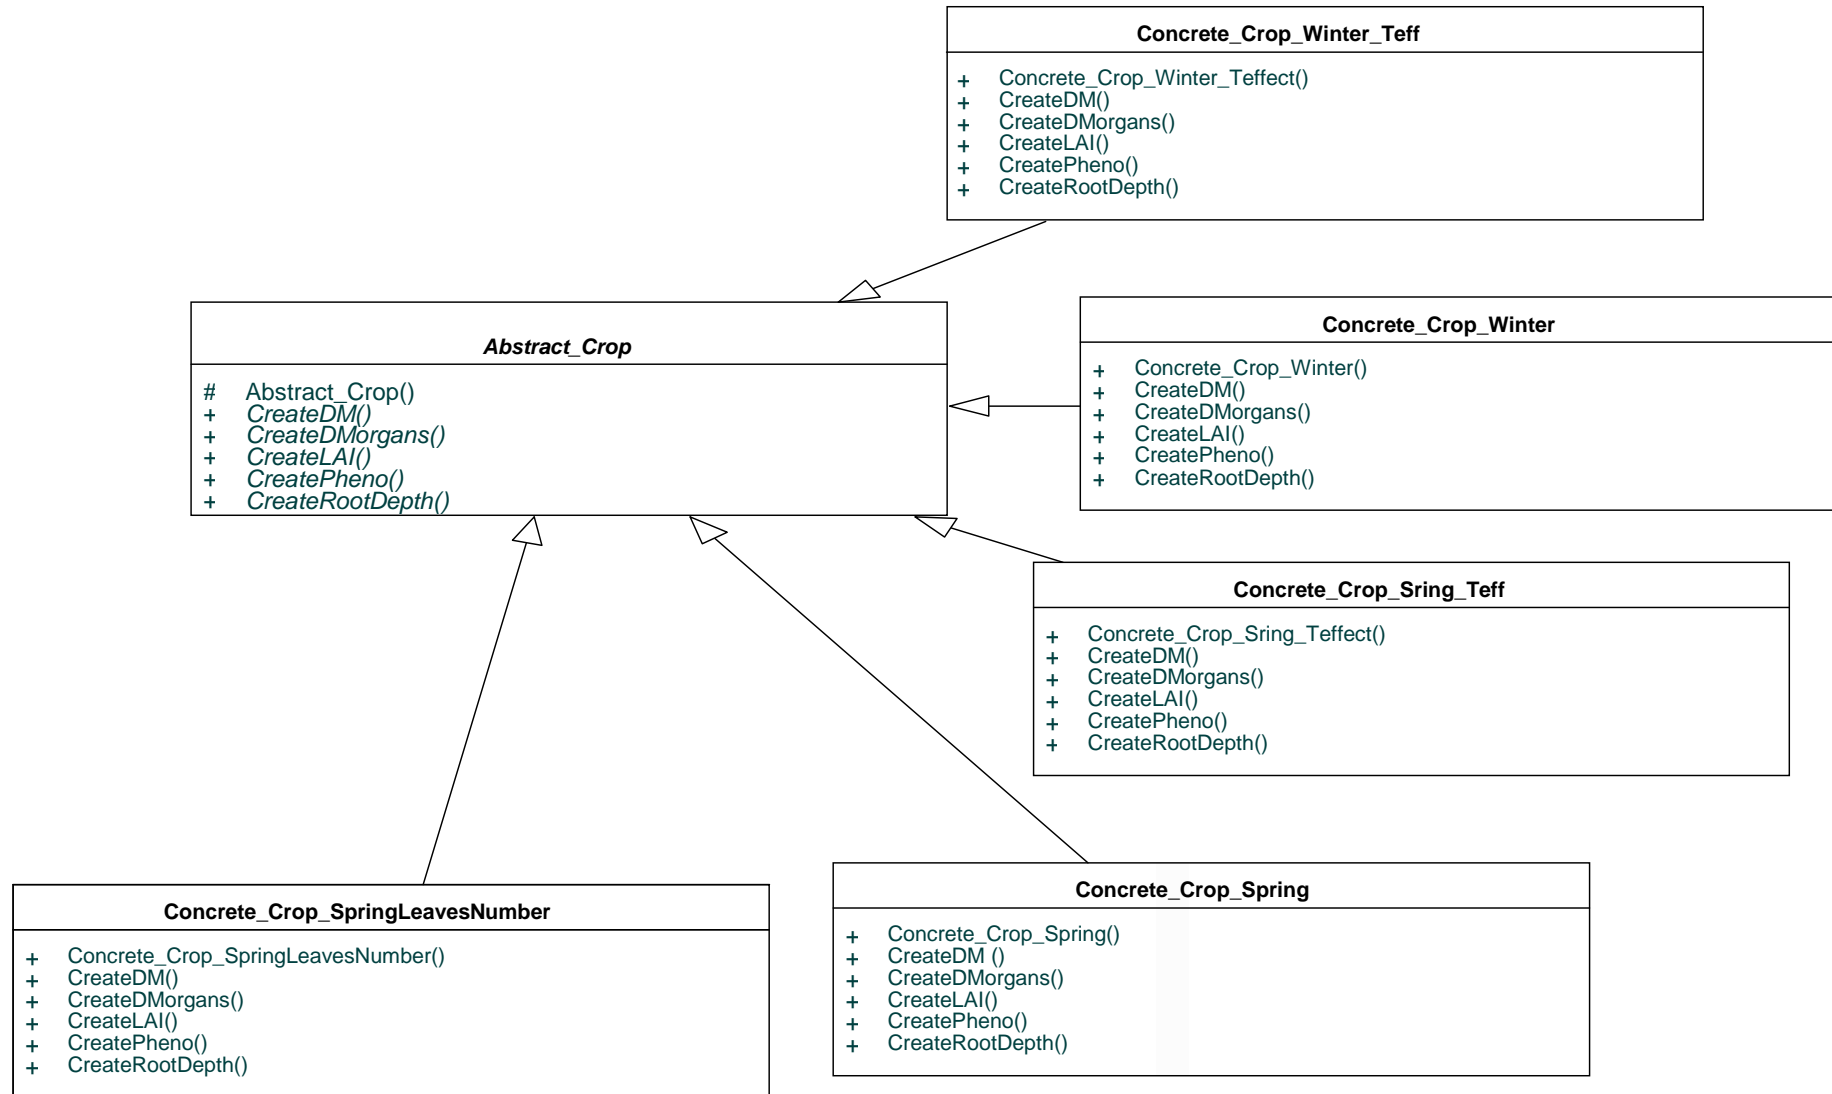 Concrete_Crop_Winter_Teff
+ Concrete_Crop_Winter_Teffect()
+ CreateDM()
+ CreateDMorgans()
+ CreateLAI()
+ CreatePheno()
+ CreateRootDepth()
Abstract_Crop
# Abstract_Crop()
+ CreateDM()
+ CreateDMorgans()
+ CreateLAI()
+ CreatePheno()
+ CreateRootDepth()
Concrete_Crop_Winter
+ Concrete_Crop_Winter()
+ CreateDM()
+ CreateDMorgans()
+ CreateLAI()
+ CreatePheno()
+ CreateRootDepth()
Concrete_Crop_Sring_Teff
+ Concrete_Crop_Sring_Teffect()
+ CreateDM()
+ CreateDMorgans()
+ CreateLAI()
+ CreatePheno()
+ CreateRootDepth()
Concrete_Crop_SpringLeavesNumber
+ Concrete_Crop_SpringLeavesNumber()
+ CreateDM()
+ CreateDMorgans()
+ CreateLAI()
+ CreatePheno()
+ CreateRootDepth()
Concrete_Crop_Spring
+ Concrete_Crop_Spring()
+ CreateDM ()
+ CreateDMorgans()
+ CreateLAI()
+ CreatePheno()
+ CreateRootDepth()